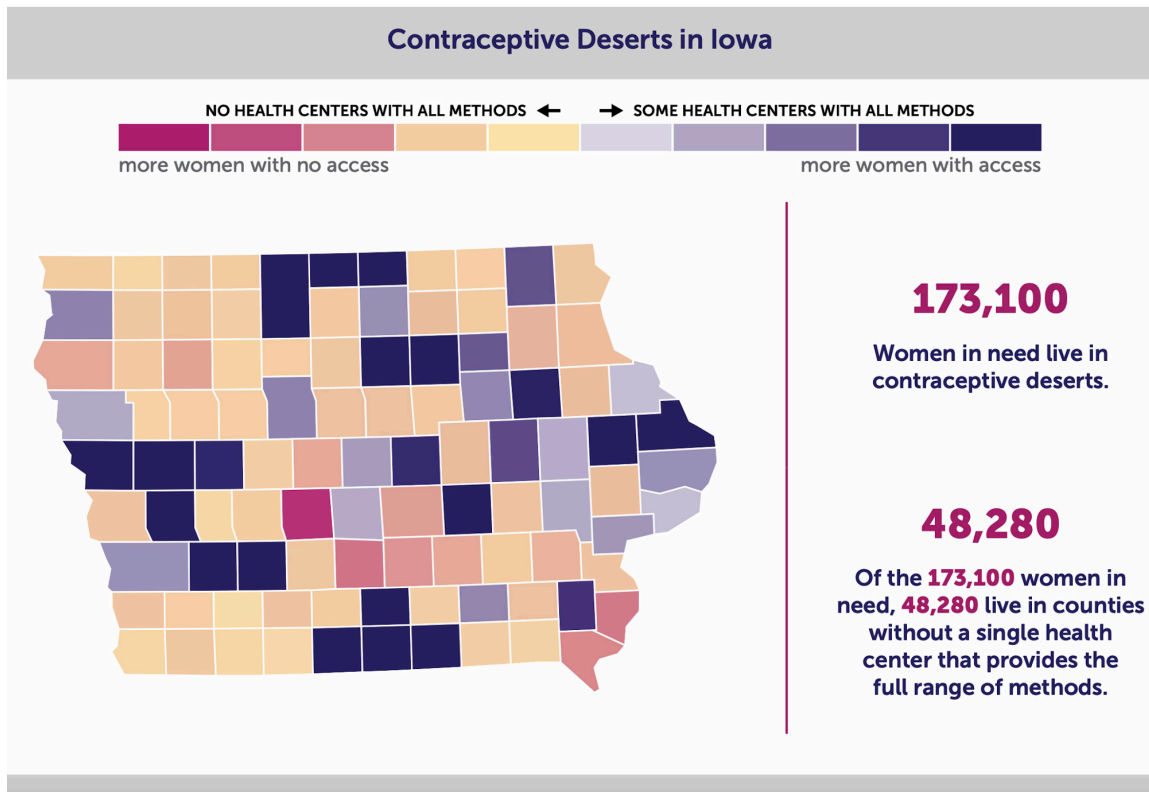 Contraceptive Deserts in Iowa
NO HEALTH CENTERS WITH ALL METHODS ← → SOME HEALTH CENTERS WITH ALL METHODS
more women with no access
more women with access
173,100
Women in need live in
contraceptive deserts.
48,280
Of the 173,100 women in
need, 48,280 live in counties
without a single health
center that provides the
full range of methods.